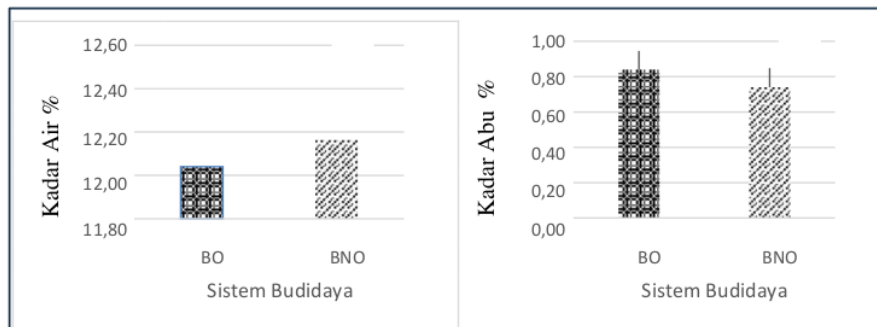 12,60
12,40
12,20
12,00
11,80
Kadar Air %
BO
BNO
Sistem Budidaya
1,00
0,80
0,60
0,40
0,20
0,00
Kadar Abu %
BO
BNO
Sistem Budidaya